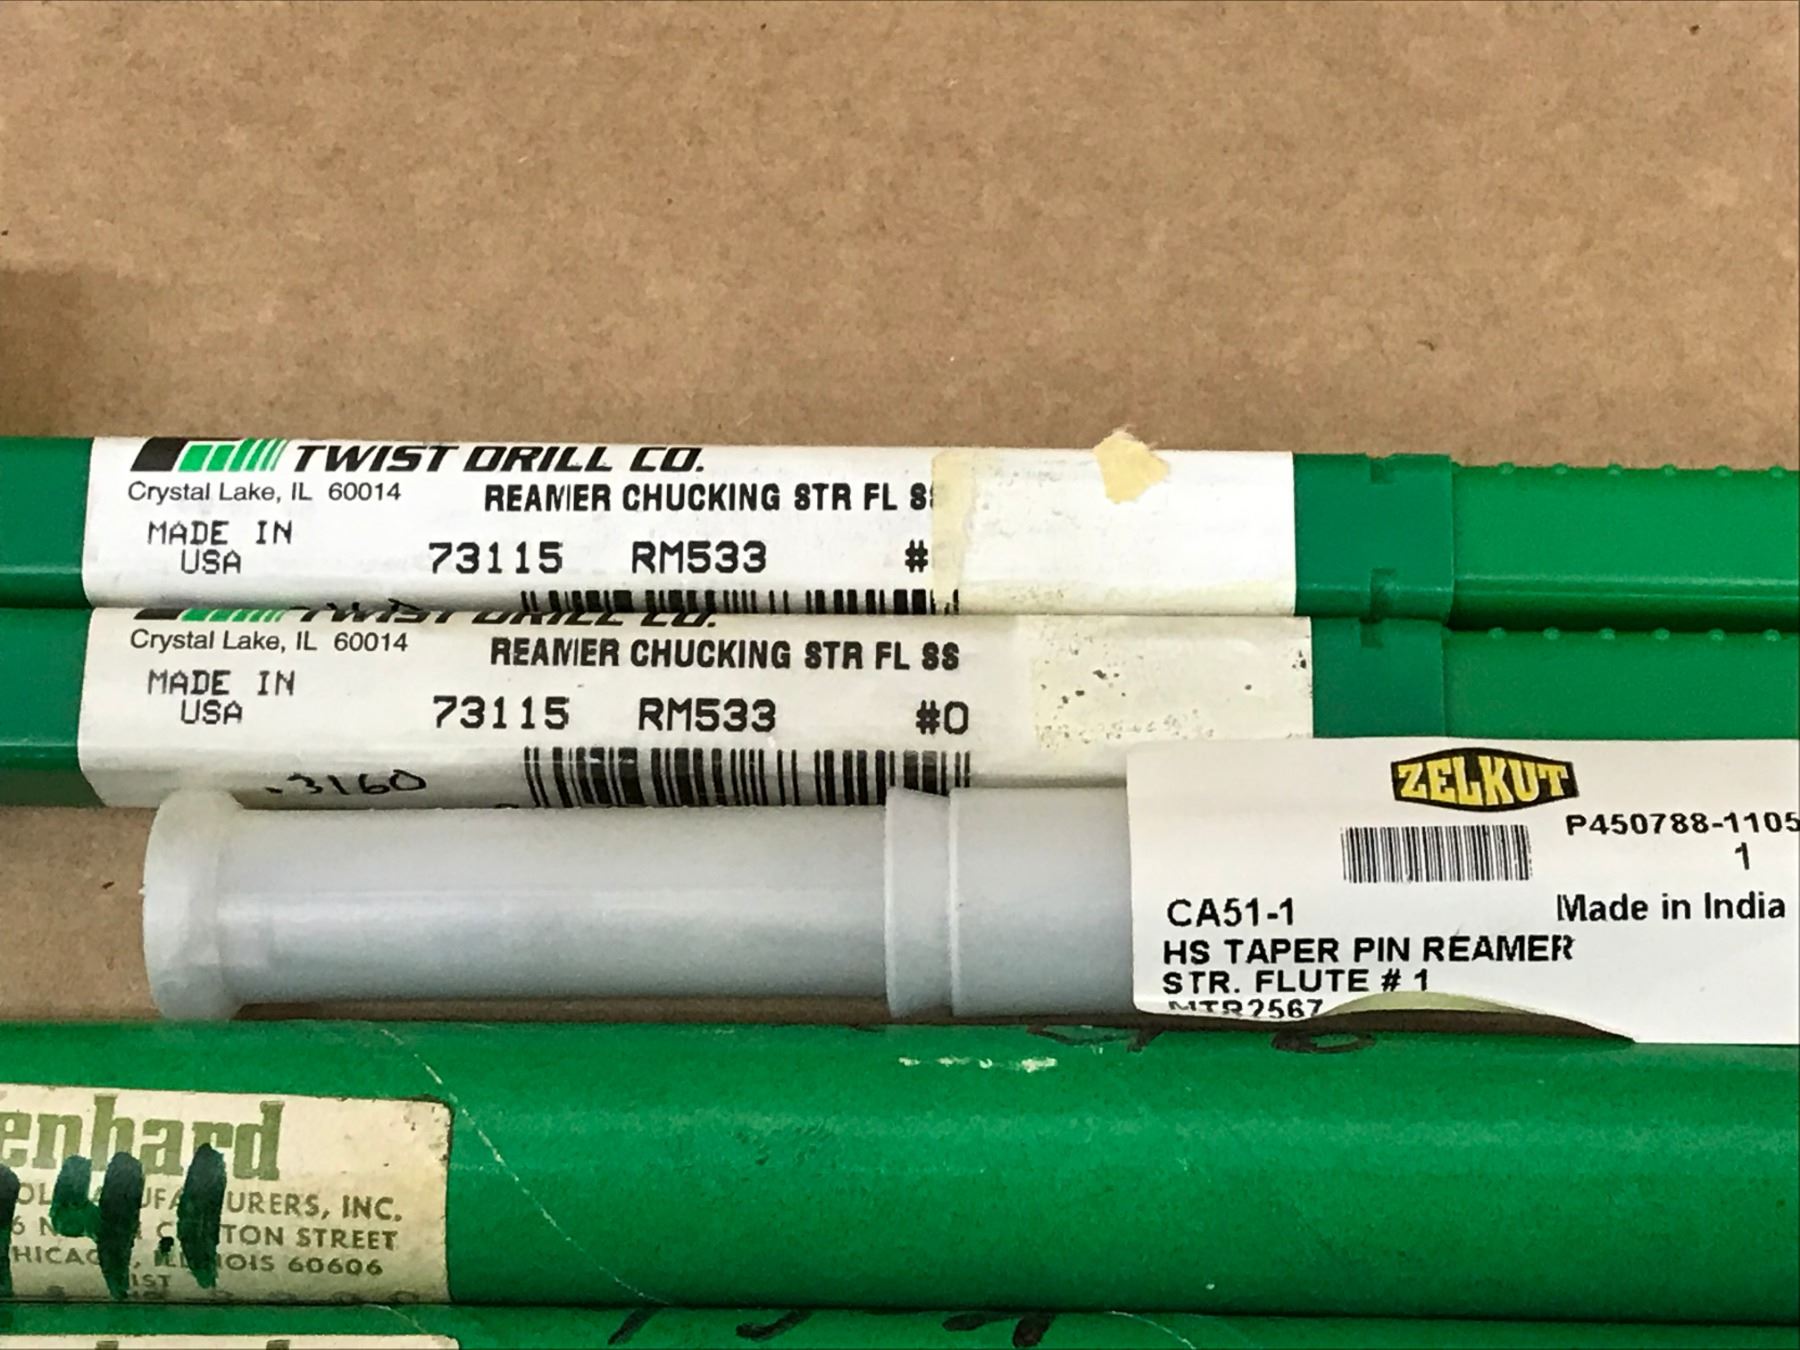 TWIST DRILL CO.
Crystal Lake, IL 60014
REAMER CHUCKING STR FL S
MADE IN
USA
73115 RM533 #
TWIST DRILL CO.
Crystal Lake, IL 60014
REAMER CHUCKING STR FL SS
MADE IN
USA
73115 RM533 #0
.3160
ZELKUT
P450788-1105
1
CA51-1
Made in India
HS TAPER PIN REAMER
STR. FLUTE # 1
MTR2567
enhard
URERS, INC.
TON STREET
OIS 60606